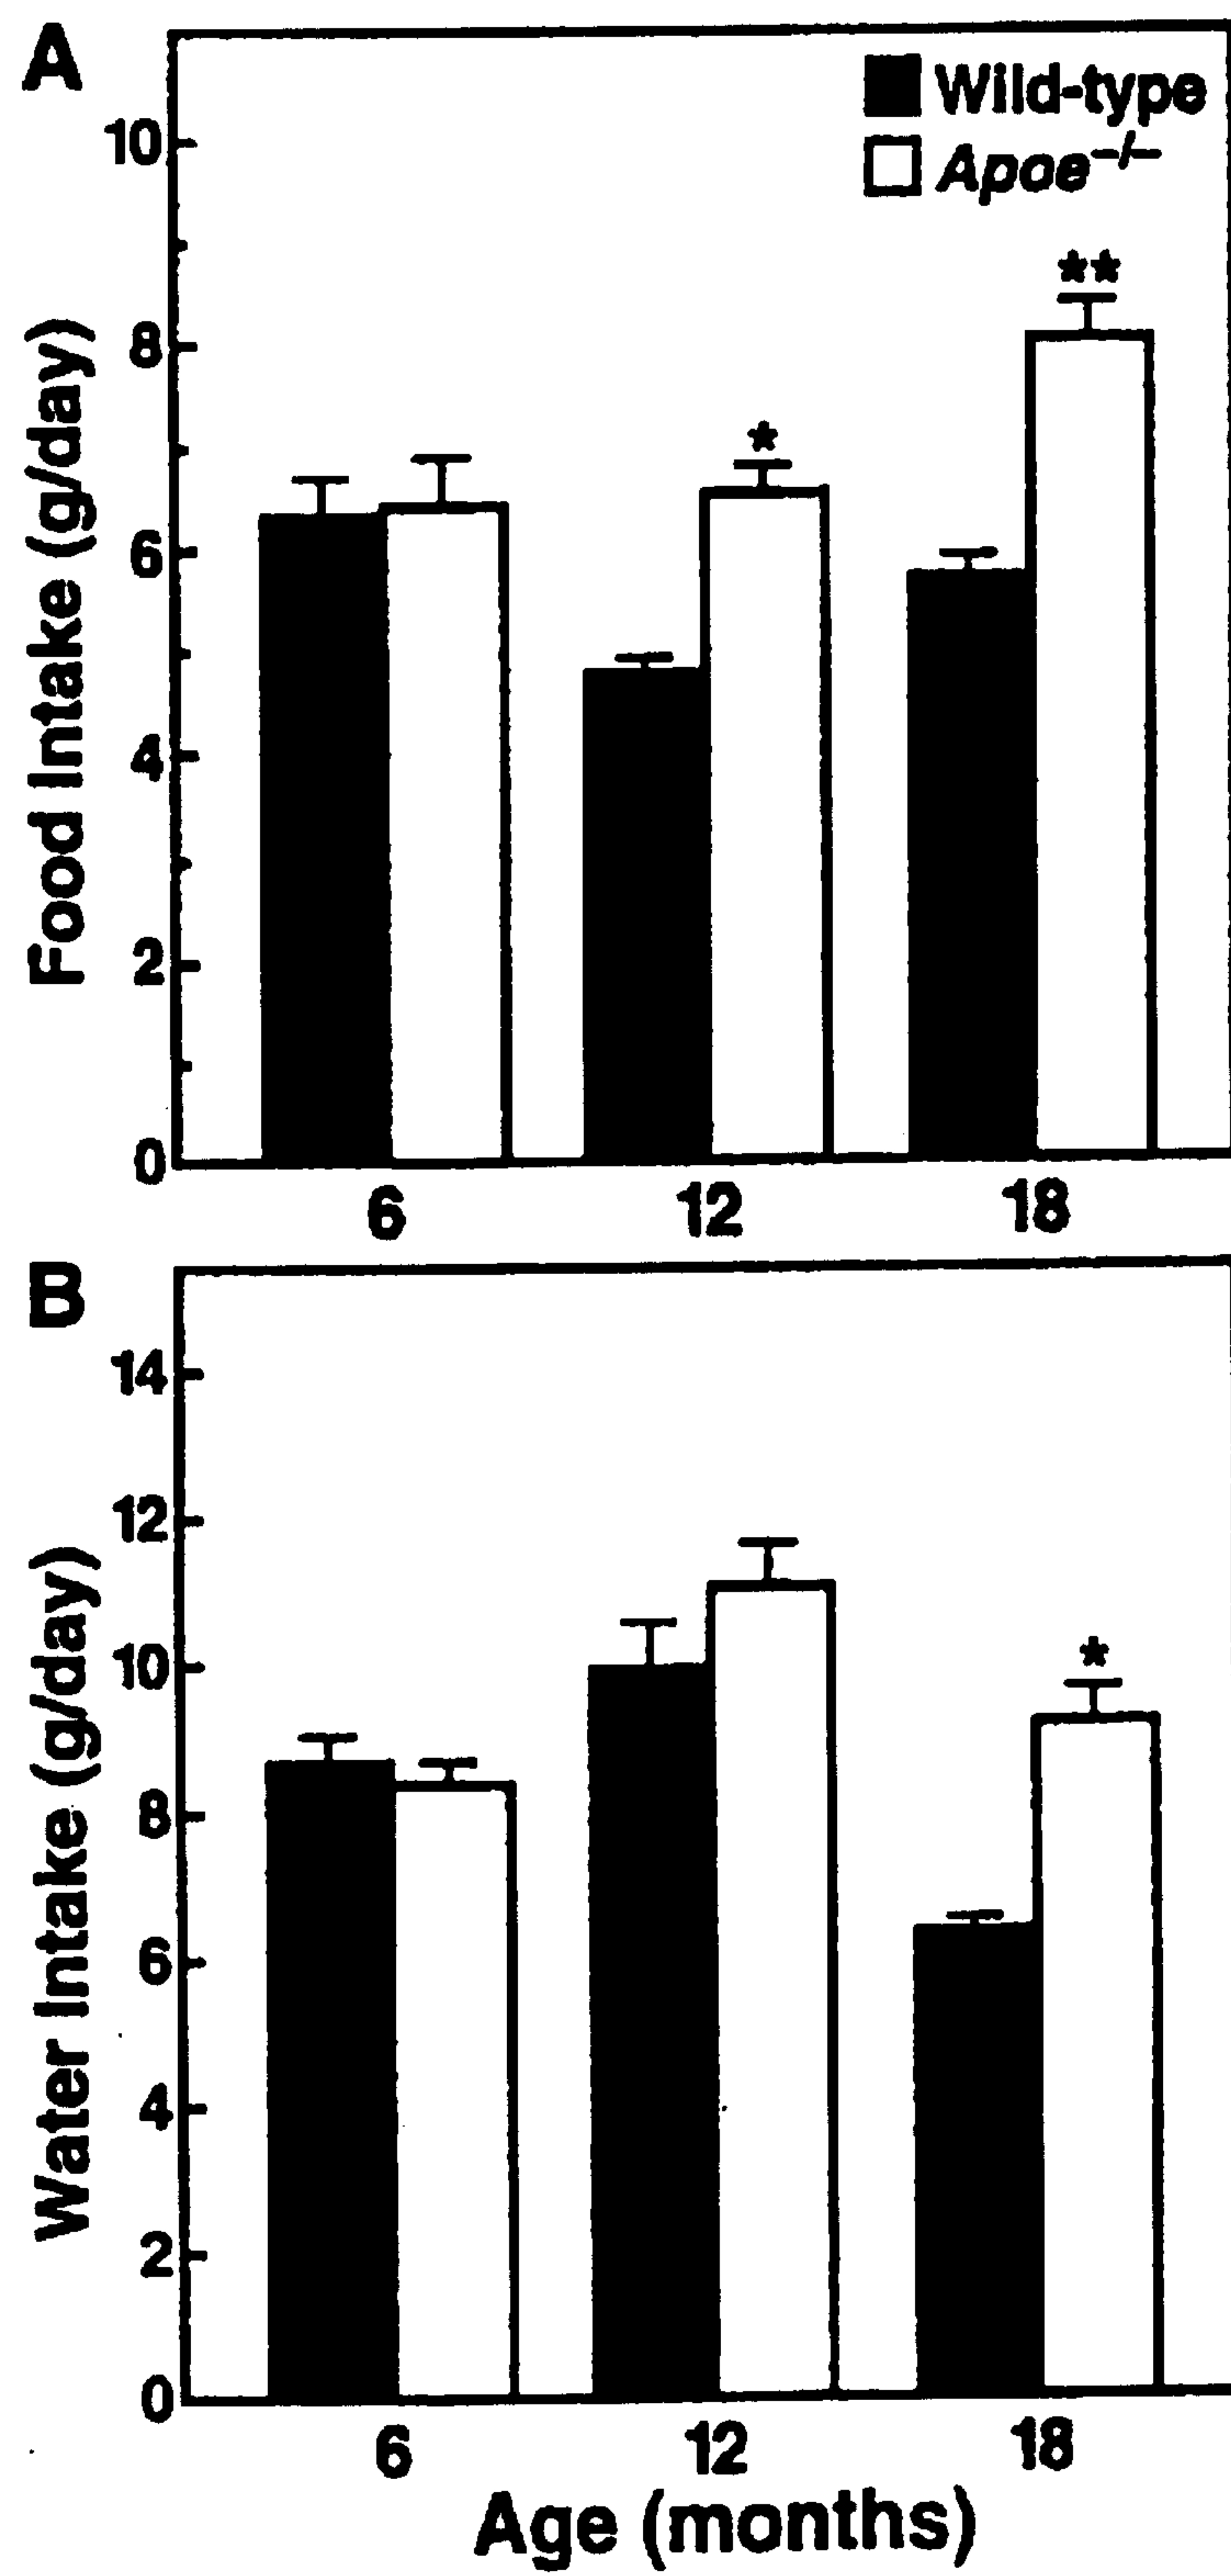 A
Wild-type
Apoe−/−
10
8
6
4
2
0
Food Intake (g/day)
*
**
6 12 18
B
14
12
10
8
6
4
2
0
Water Intake (g/day)
*
6 12 18
Age (months)